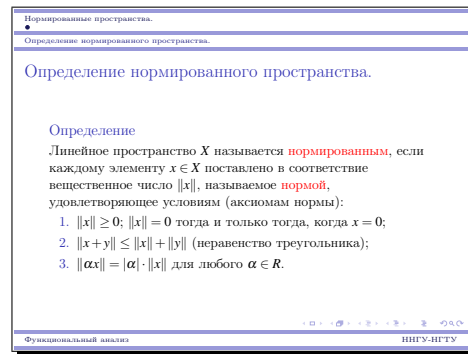 Нормированные пространства.
Определение нормированного пространства.
Определение нормированного пространства.
Определение
Линейное пространство X называется нормированным, если
каждому элементу x ∈ X поставлено в соответствие
вещественное число ‖x‖, называемое нормой,
удовлетворяющее условиям (аксиомам нормы):
1. ‖x‖ ≥ 0; ‖x‖ = 0 тогда и только тогда, когда x = 0;
2. ‖x + y‖ ≤ ‖x‖ + ‖y‖ (неравенство треугольника);
3. ‖αx‖ = |α| · ‖x‖ для любого α ∈ R.
Функциональный анализ ННГУ-НГТУ